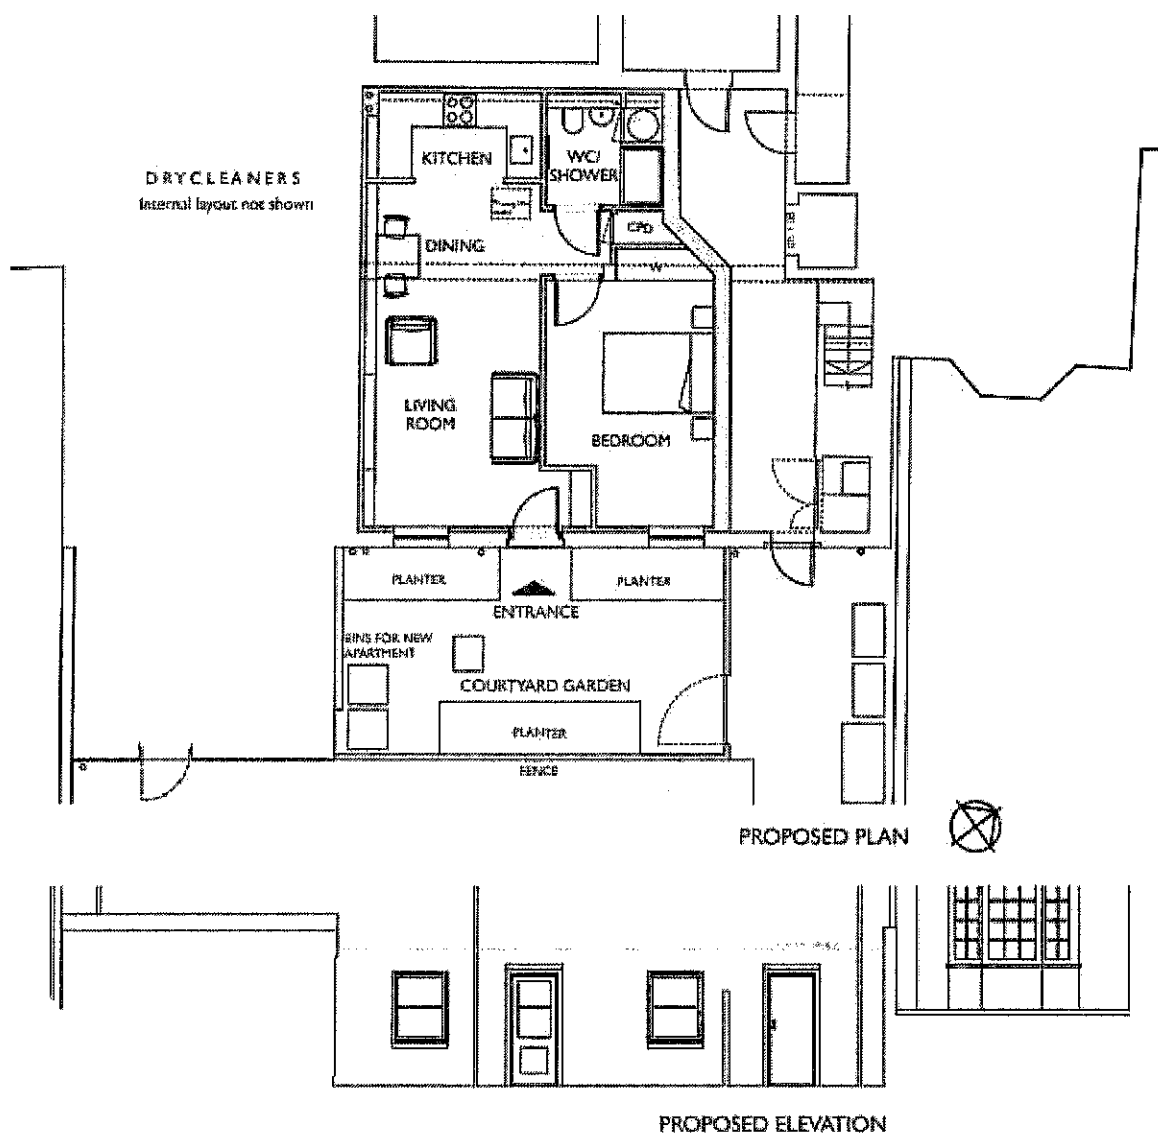 KITCHEN
WC/
SHOWER
DRYCLEANERS
Internal layout not shown
CPD
DINING
W
LIVING
ROOM
BEDROOM
PLANTER
PLANTER
ENTRANCE
BINS FOR NEW
APARTMENT
COURTYARD GARDEN
PLANTER
FENCE
PROPOSED PLAN
PROPOSED ELEVATION